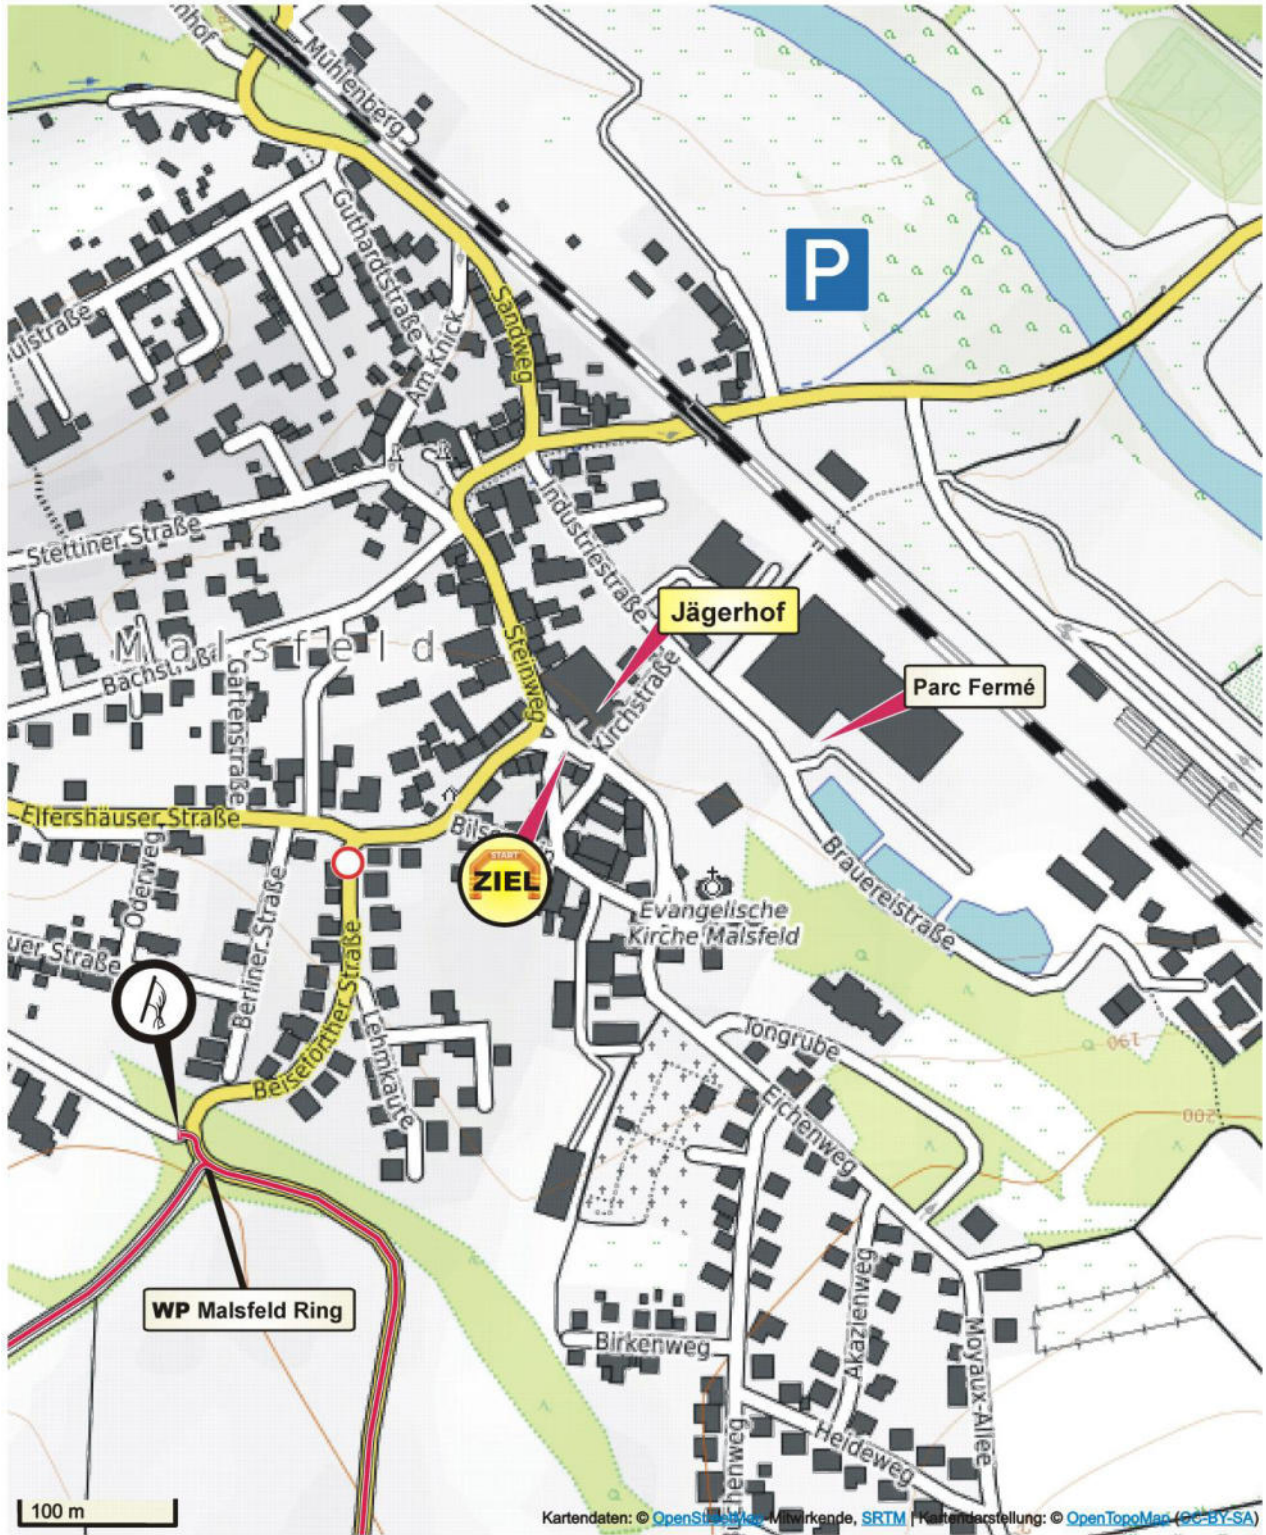 Mühlenberg
Guthardtstraße
Sandweg
Am Knick
P
Stettiner Straße
Industriestraße
Jägerhof
Malsfeld
Bachstraße
Gartenstraße
Steinweg
Kirchstraße
Parc Fermé
Elfershäuser Straße
START
ZIEL
Oderweg
Berliner Straße
Brauereistraße
Evangelische
Kirche Malsfeld
Beiseförther Straße
Lehmkaute
Tongrube
190
Eichenweg
200
WP Malsfeld Ring
Akazienweg
Birkenweg
Moyaux-Allee
Heideweg
100 m
Kartendaten: © OpenStreetMap-Mitwirkende, SRTM | Kartendarstellung: © OpenTopoMap (CC-BY-SA)